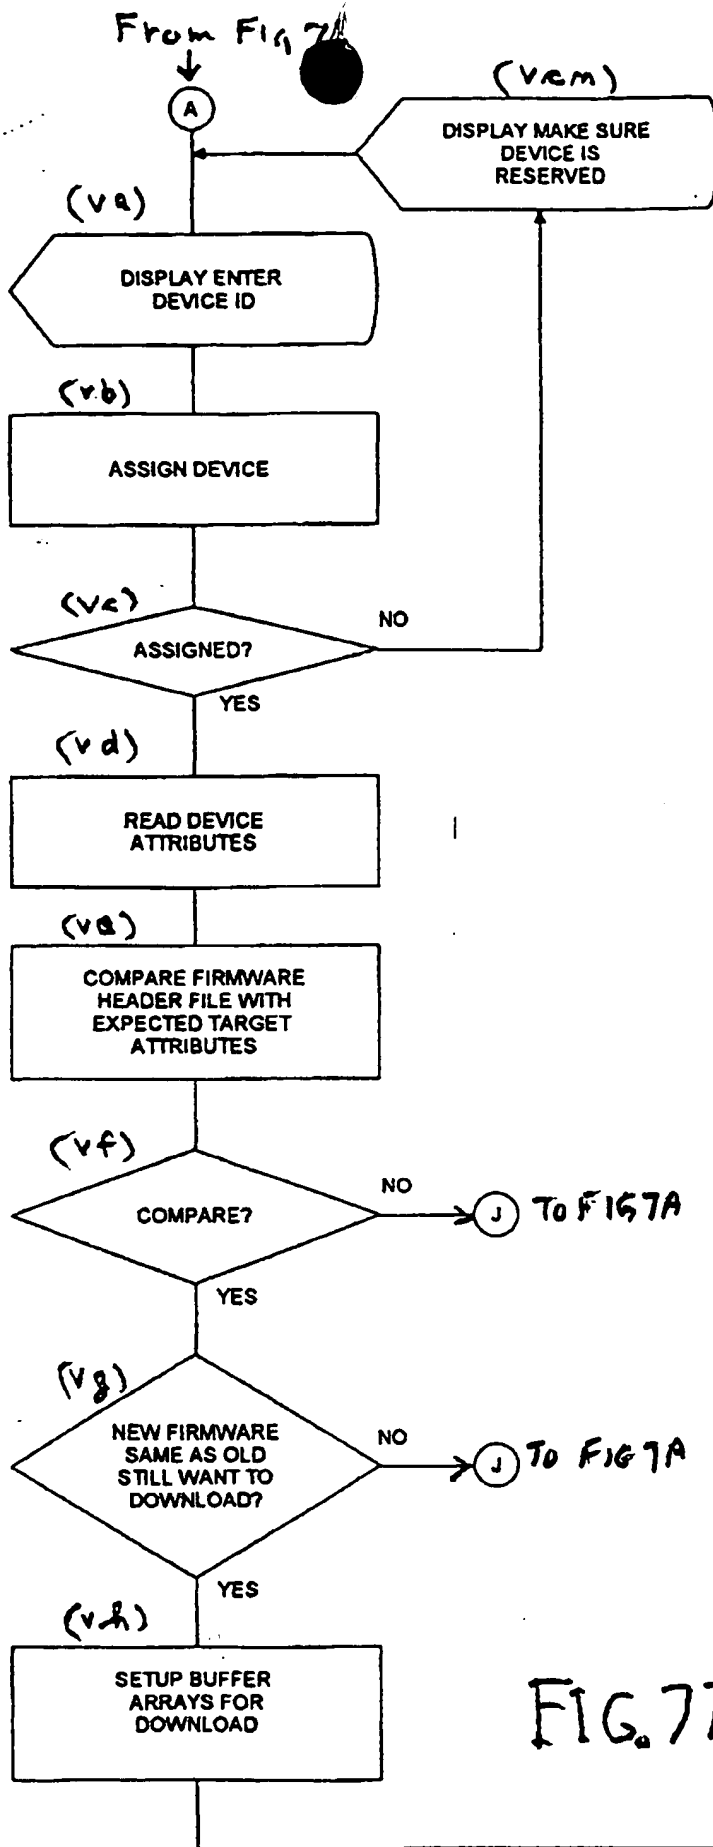 From FIG 7A
A
(vcm)
DISPLAY MAKE SURE
DEVICE IS
RESERVED
(va)
DISPLAY ENTER
DEVICE ID
(vb)
ASSIGN DEVICE
(vc)
NO
ASSIGNED?
YES
(vd)
READ DEVICE
ATTRIBUTES
(ve)
COMPARE FIRMWARE
HEADER FILE WITH
EXPECTED TARGET
ATTRIBUTES
(vf)
NO
COMPARE?
J TO FIG 7A
YES
(vg)
NEW FIRMWARE
SAME AS OLD
STILL WANT TO
DOWNLOAD?
NO
J TO FIG 7A
YES
(vh)
SETUP BUFFER
ARRAYS FOR
DOWNLOAD
FIG. 7